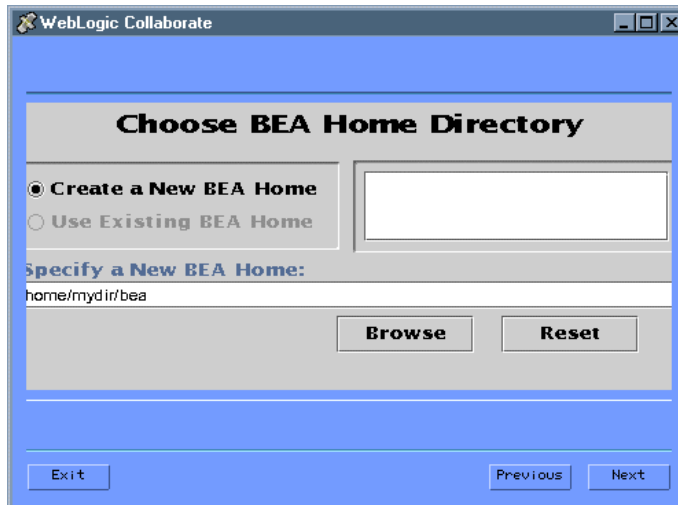 WebLogic Collaborate
Choose BEA Home Directory
Create a New BEA Home
Use Existing BEA Home
Specify a New BEA Home:
home/mydir/bea
Browse Reset
Exit Previous Next